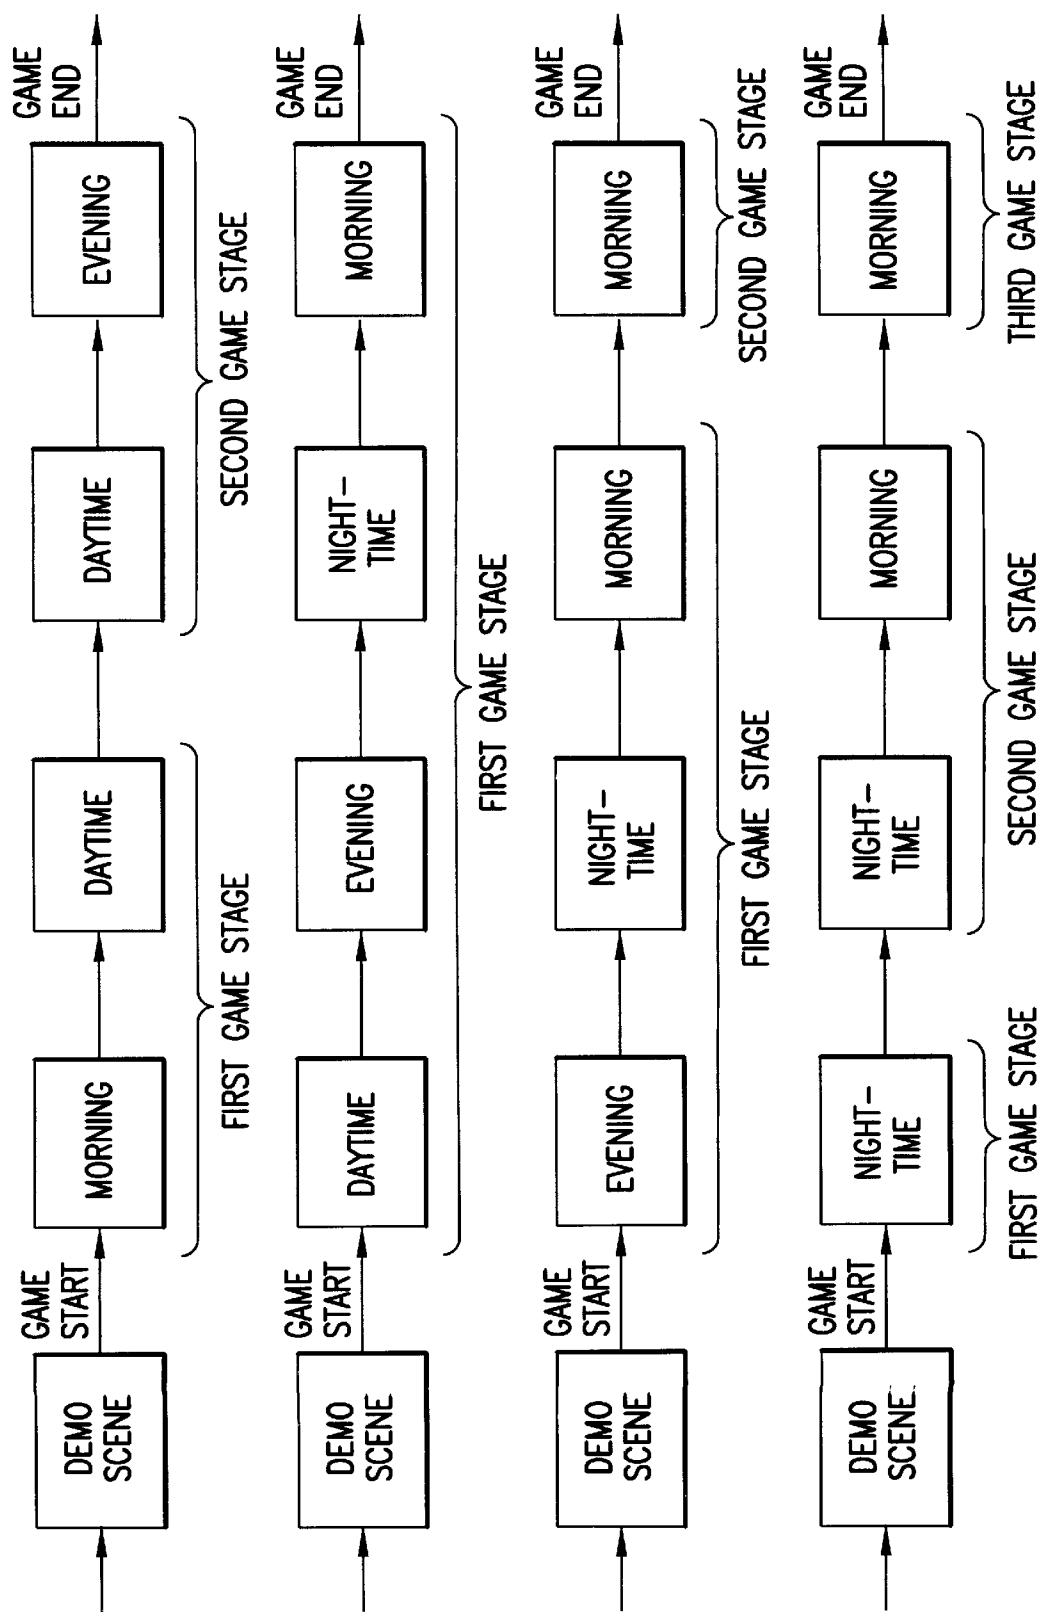 DEMO
SCENE
GAME
START
MORNING
DAYTIME
DAYTIME
EVENING
GAME
END
FIRST GAME STAGE
SECOND GAME STAGE
DEMO
SCENE
GAME
START
DAYTIME
EVENING
NIGHT-
TIME
MORNING
GAME
END
FIRST GAME STAGE
DEMO
SCENE
GAME
START
EVENING
NIGHT-
TIME
MORNING
MORNING
GAME
END
FIRST GAME STAGE
SECOND GAME STAGE
DEMO
SCENE
GAME
START
NIGHT-
TIME
NIGHT-
TIME
MORNING
MORNING
GAME
END
FIRST GAME STAGE
SECOND GAME STAGE
THIRD GAME STAGE